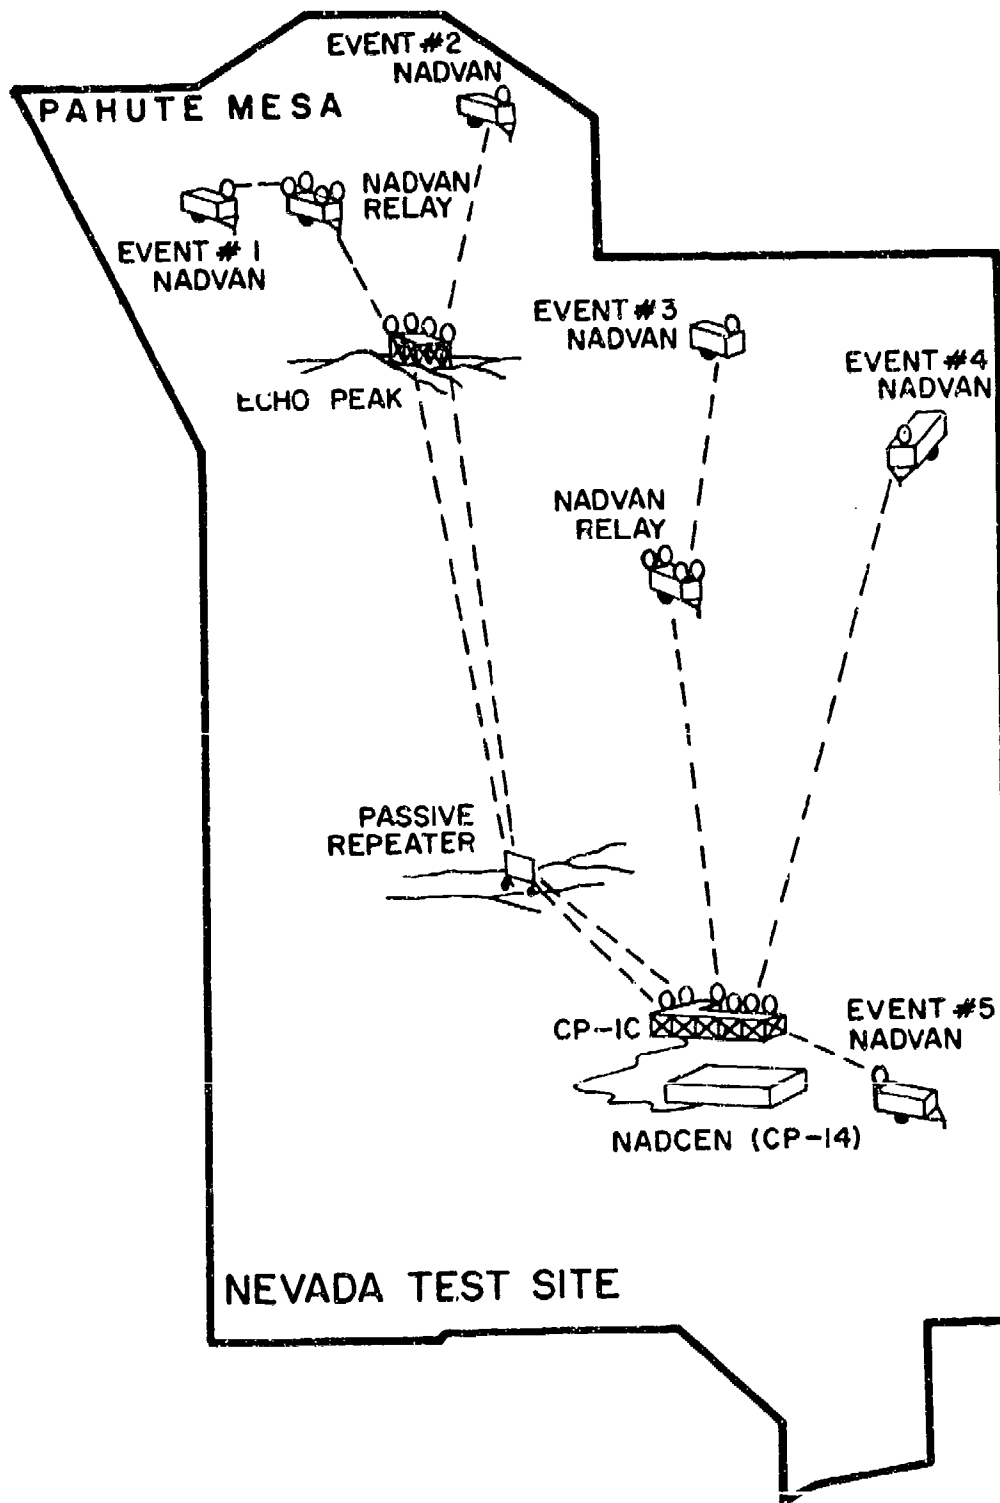 EVENT #2
NADVAN
PAHUTE MESA
NADVAN
RELAY
EVENT #1
NADVAN
EVENT #3
NADVAN
EVENT #4
NADVAN
ECHO PEAK
NADVAN
RELAY
PASSIVE
REPEATER
CP-1C
EVENT #5
NADVAN
NADCEN (CP-14)
NEVADA TEST SITE